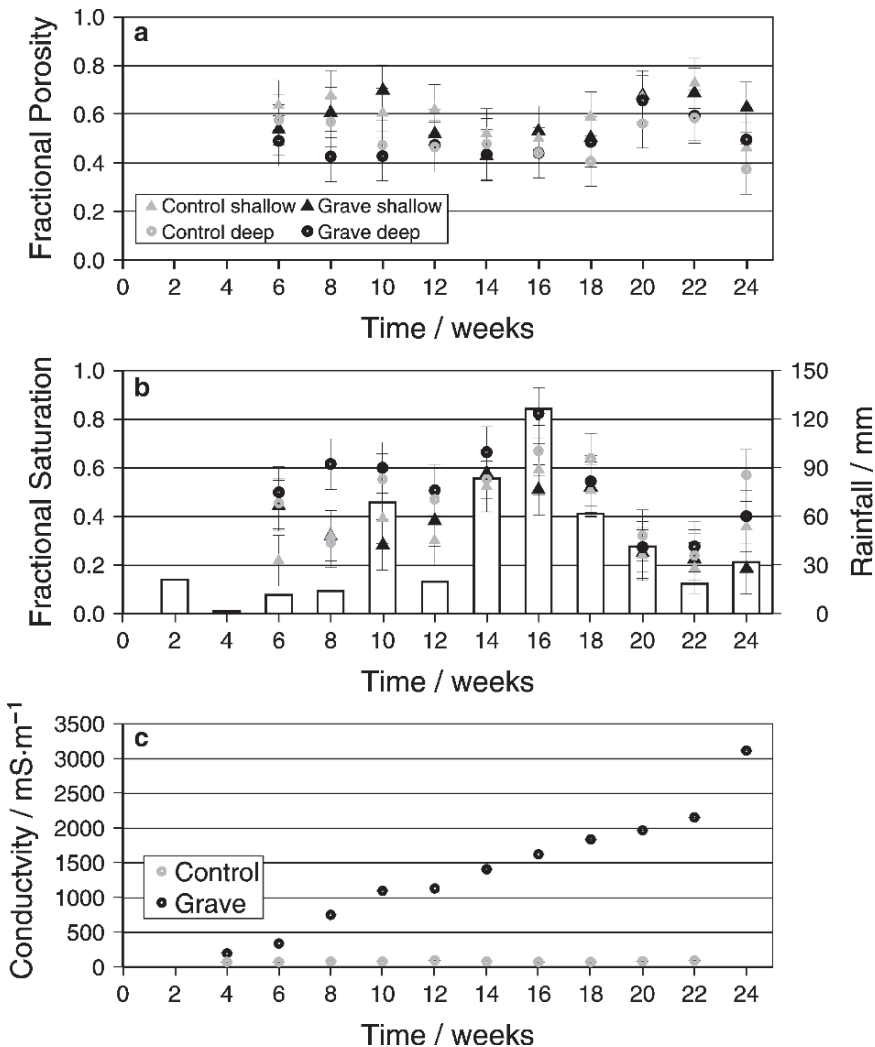 a
Fractional Porosity
1.0
0.8
0.6
0.4
0.2
0.0
Control shallow
Grave shallow
Control deep
Grave deep
0 2 4 6 8 10 12 14 16 18 20 22 24
Time / weeks
b
Fractional Saturation
1.0
0.8
0.6
0.4
0.2
0.0
150
120
90
60
30
0
Rainfall / mm
0 2 4 6 8 10 12 14 16 18 20 22 24
Time / weeks
c
Conductvity / mS·m⁻¹
3500
3000
2500
2000
1500
1000
500
0
Control
Grave
0 2 4 6 8 10 12 14 16 18 20 22 24
Time / weeks